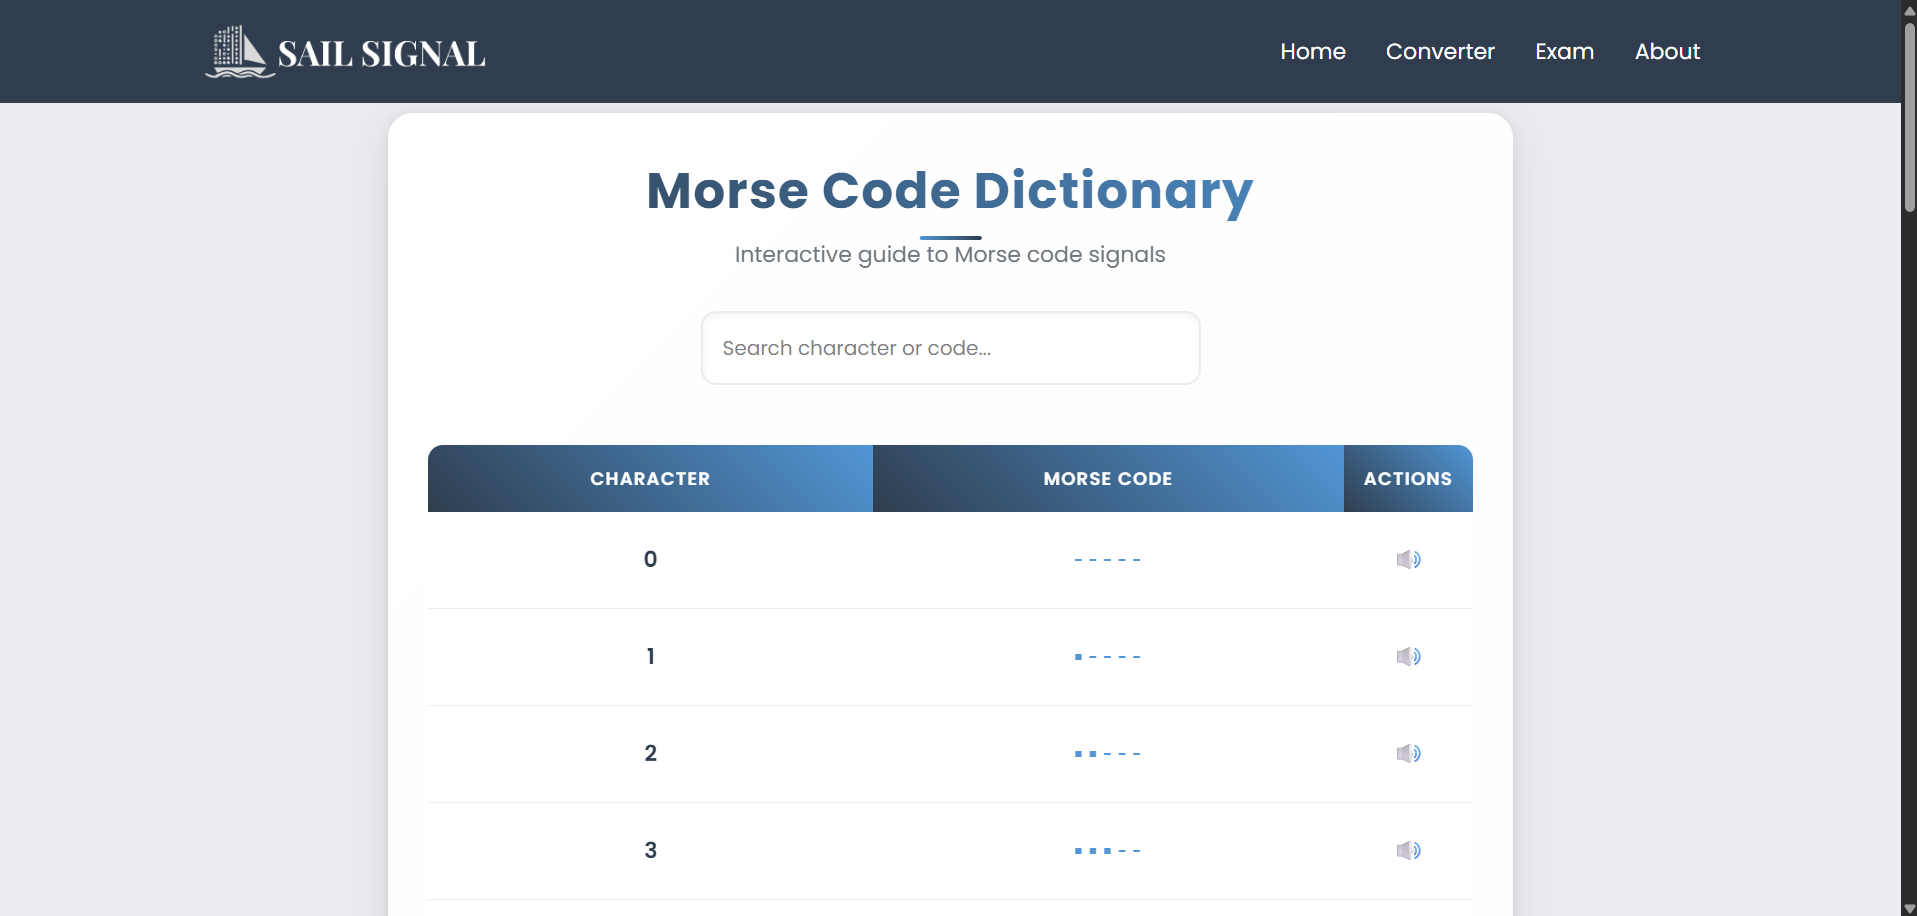 SAIL SIGNAL
Home Converter Exam About
Morse Code Dictionary
Interactive guide to Morse code signals
Search character or code...
CHARACTER MORSE CODE ACTIONS
0 -----
1 ▪----
2 ▪▪---
3 ▪▪▪--